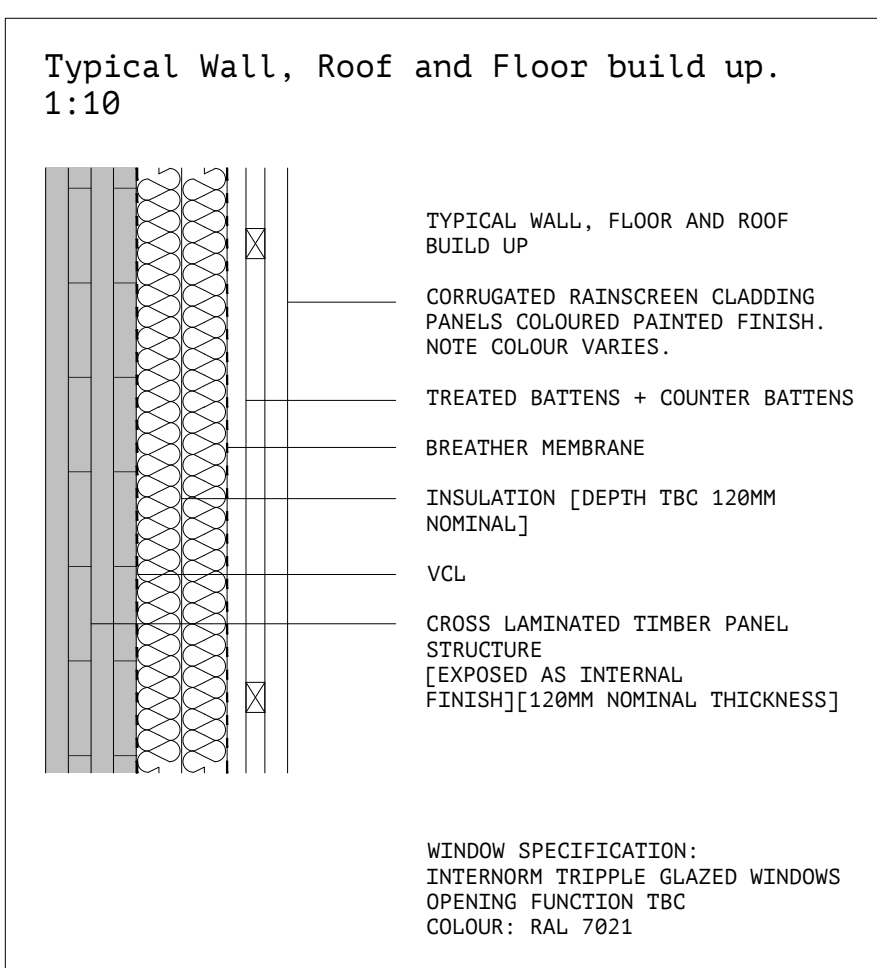 Typical Wall, Roof and Floor build up.
1:10
TYPICAL WALL, FLOOR AND ROOF
BUILD UP
CORRUGATED RAINSCREEN CLADDING
PANELS COLOURED PAINTED FINISH.
NOTE COLOUR VARIES.
TREATED BATTENS + COUNTER BATTENS
BREATHER MEMBRANE
INSULATION [DEPTH TBC 120MM
NOMINAL]
VCL
CROSS LAMINATED TIMBER PANEL
STRUCTURE
[EXPOSED AS INTERNAL
FINISH][120MM NOMINAL THICKNESS]
WINDOW SPECIFICATION:
INTERNORM TRIPPLE GLAZED WINDOWS
OPENING FUNCTION TBC
COLOUR: RAL 7021